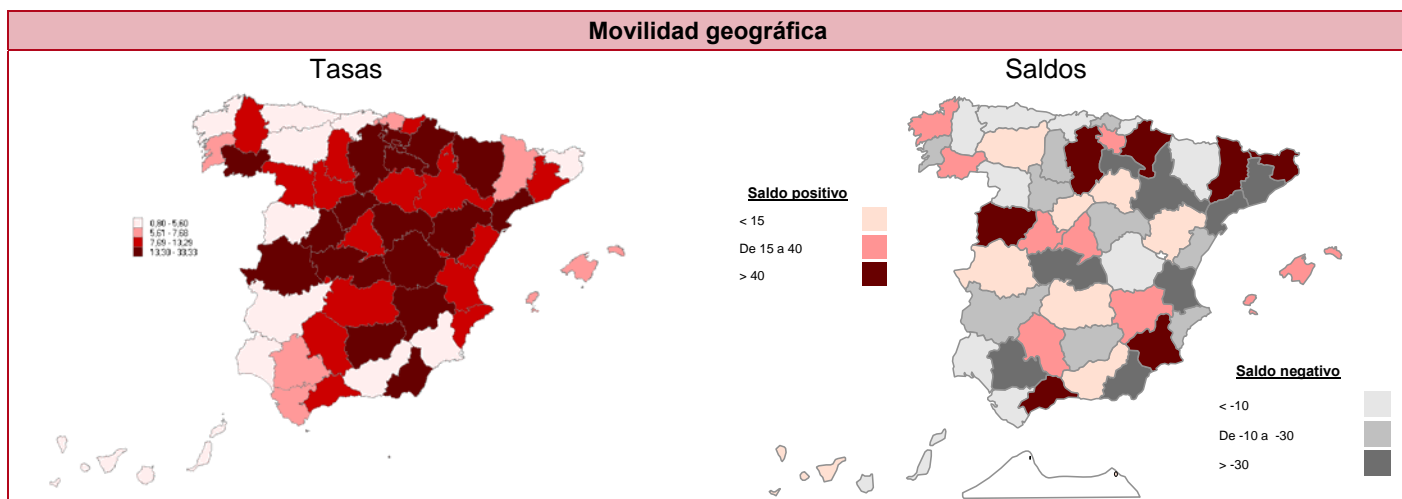 Movilidad geográfica
Tasas
Saldos
0,80 - 5,60
5,61 - 7,68
7,69 - 13,29
13,30 - 33,33
Saldo positivo
< 15
De 15 a 40
> 40
Saldo negativo
< -10
De -10 a -30
> -30